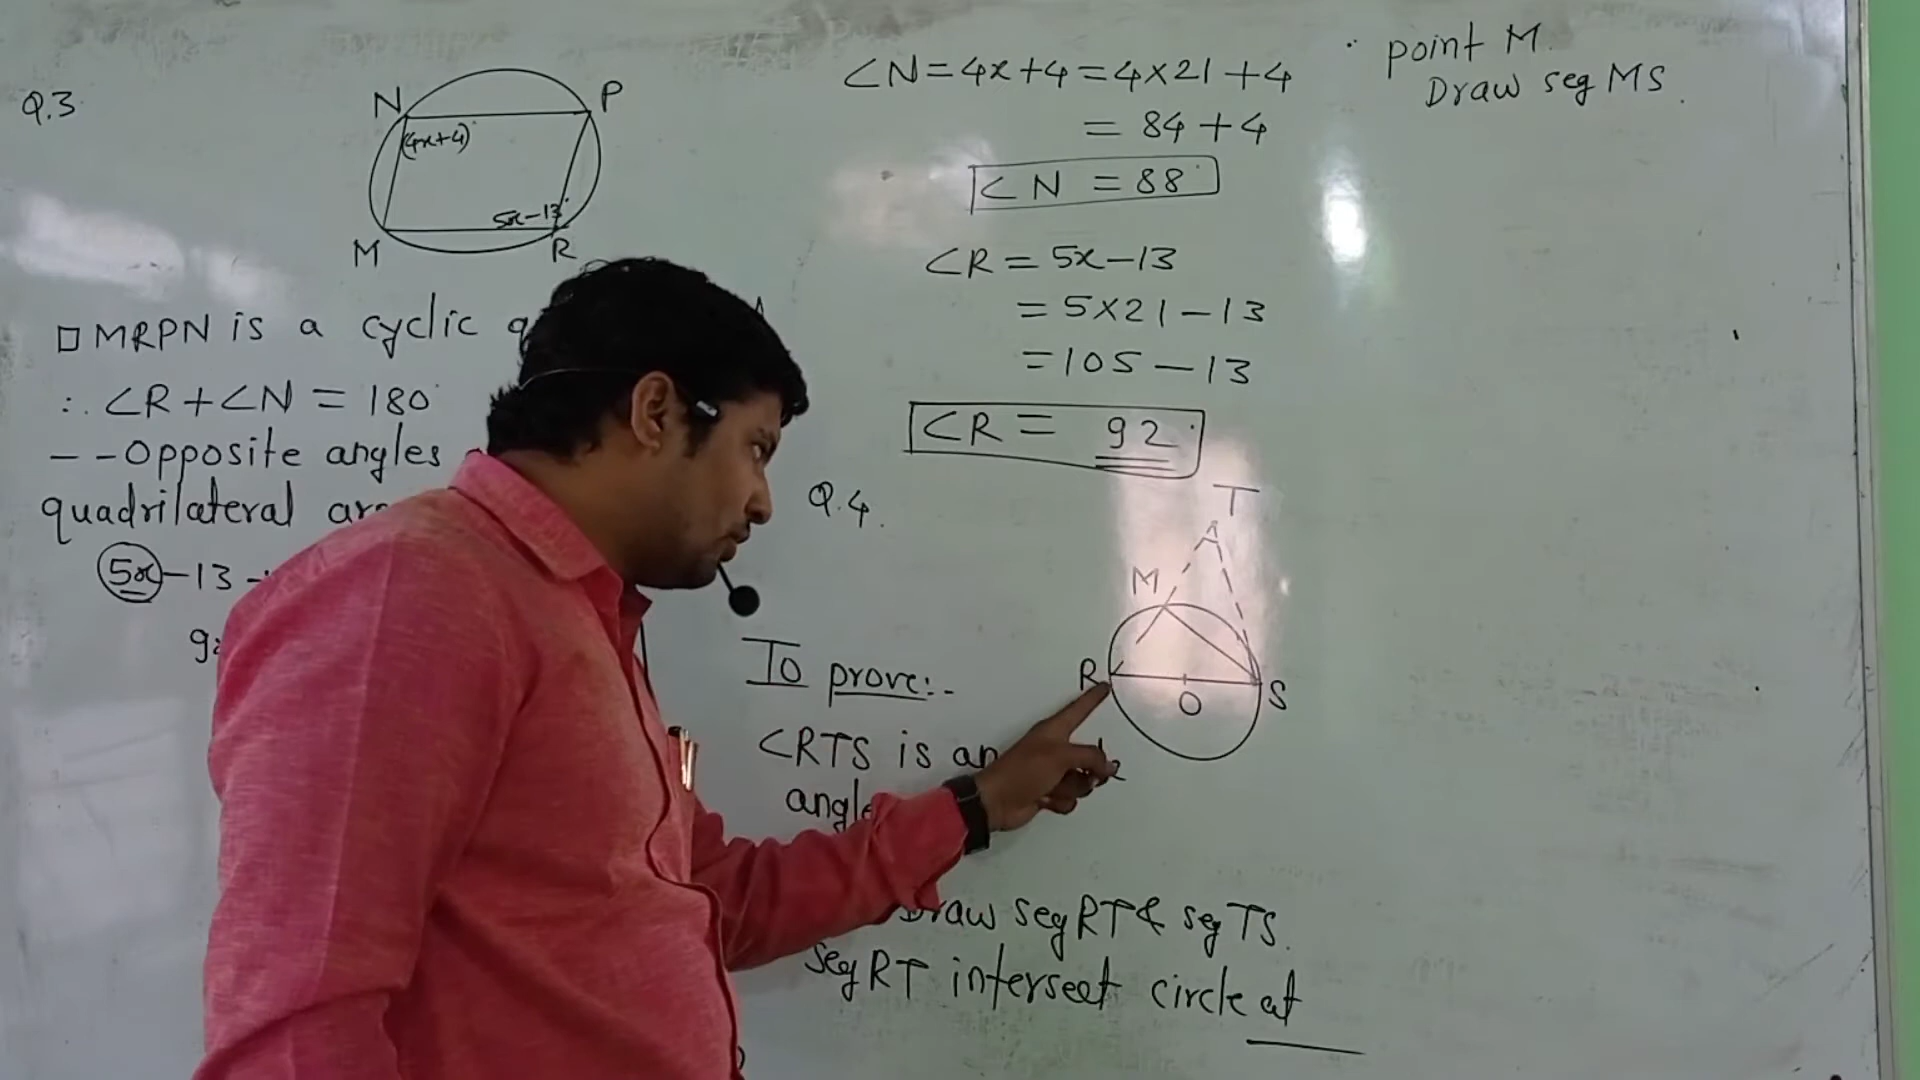 Q.3
N
P
(4x+4)°
5x-13°
M
R
□ MRPN is a cyclic
∴ ∠R+∠N = 180°
--Opposite angles
quadrilateral are
5x-13
∠N=4x+4=4×21+4
= 84+4
∠N = 88°
∠R=5x-13
=5×21-13
=105-13
∠R= 92°
Q.4.
T
M
R
O
S
To prove:-
∠RTS is an
angle
Draw seg RT & seg TS.
Seg RT intersect circle at
point M.
Draw seg MS.